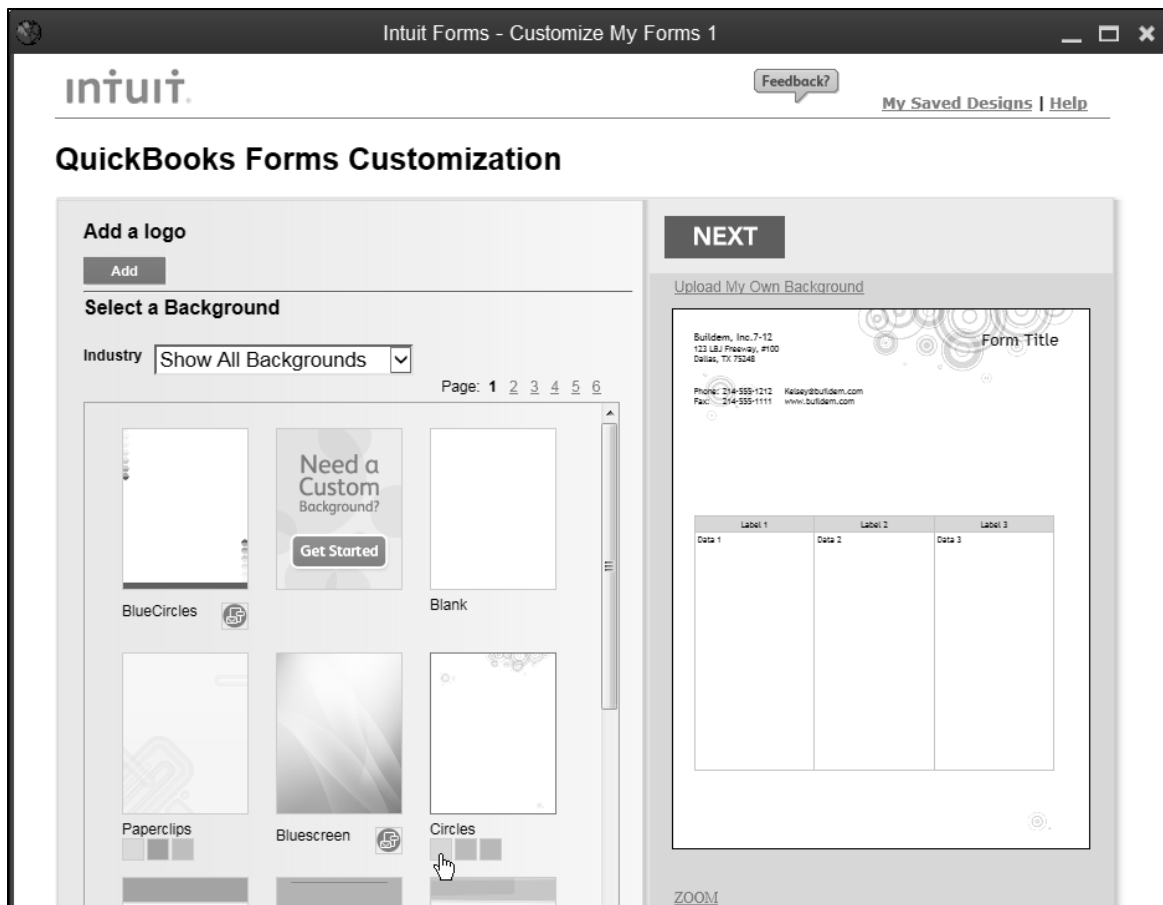 Intuit Forms - Customize My Forms 1
intuit.
Feedback?
My Saved Designs | Help
QuickBooks Forms Customization
Add a logo
Add
Select a Background
Industry Show All Backgrounds
Page: 1 2 3 4 5 6
Need a
Custom
Background?
Get Started
BlueCircles
Blank
Paperclips
Bluescreen
Circles
NEXT
Upload My Own Background
Buildem, Inc.7-12
123 LBJ Freeway, #100
Dallas, TX 75248
Form Title
Phone: 214-555-1212 Kelsey@buildem.com
Fax: 214-555-1111 www.buildem.com
Label 1 Label 2 Label 3
Data 1 Data 2 Data 3
ZOOM